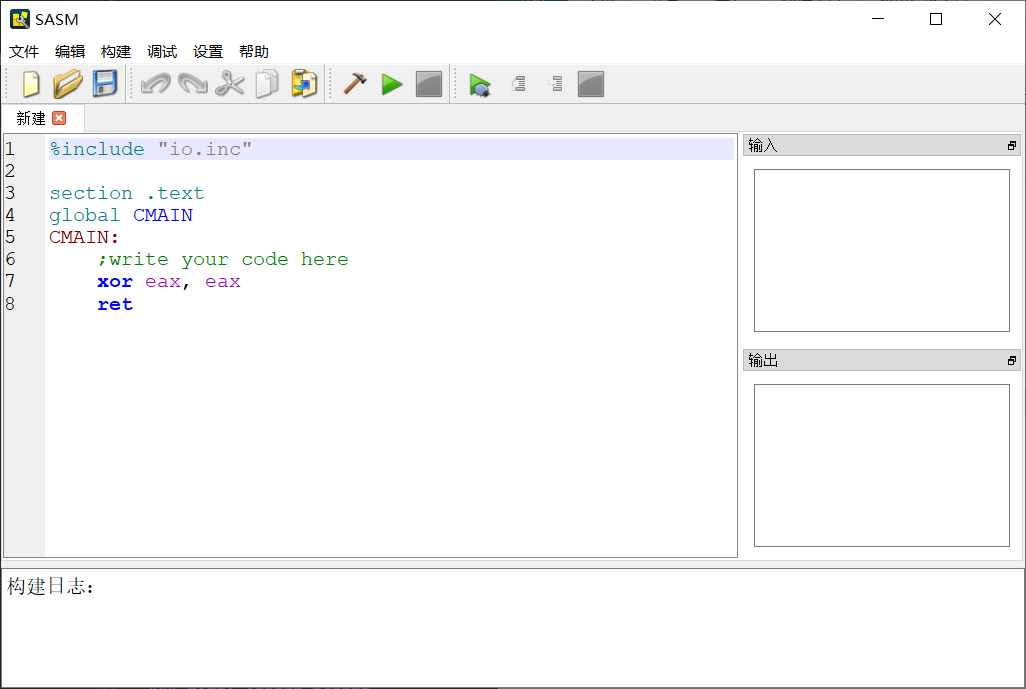 SASM
文件 编辑 构建 调试 设置 帮助
新建
1 %include "io.inc"
2
3 section .text
4 global CMAIN
5 CMAIN:
6 ;write your code here
7 xor eax, eax
8 ret
输入
输出
构建日志: